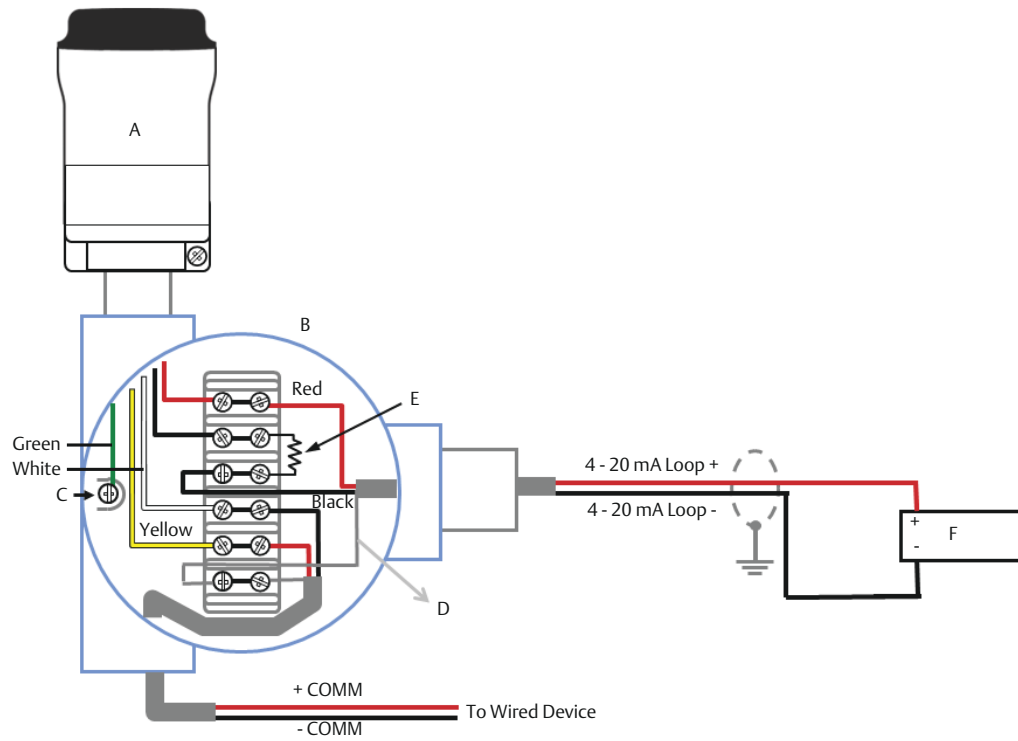 A
B
Red
E
Green
White
C
Black
Yellow
D
4 - 20 mA Loop +
4 - 20 mA Loop -
+
-
F
+ COMM
To Wired Device
- COMM